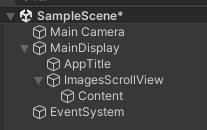 SampleScene*
Main Camera
MainDisplay
AppTitle
ImagesScrollView
Content
EventSystem